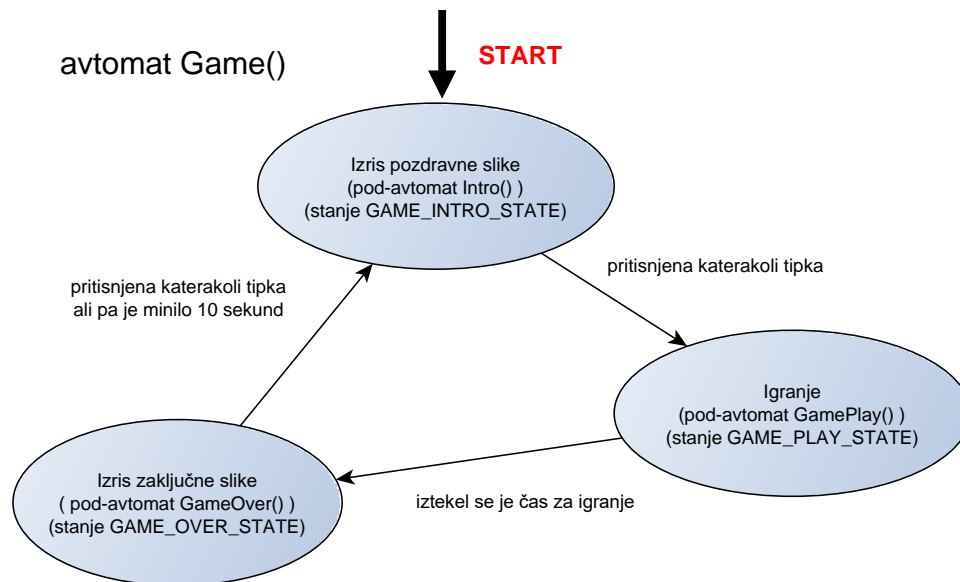 avtomat Game()
START
Izris pozdravne slike
(pod-avtomat Intro() )
(stanje GAME_INTRO_STATE)
pritisnjena katerakoli tipka
pritisnjena katerakoli tipka
ali pa je minilo 10 sekund
Igranje
(pod-avtomat GamePlay() )
(stanje GAME_PLAY_STATE)
Izris zaključne slike
( pod-avtomat GameOver() )
(stanje GAME_OVER_STATE)
iztekel se je čas za igranje